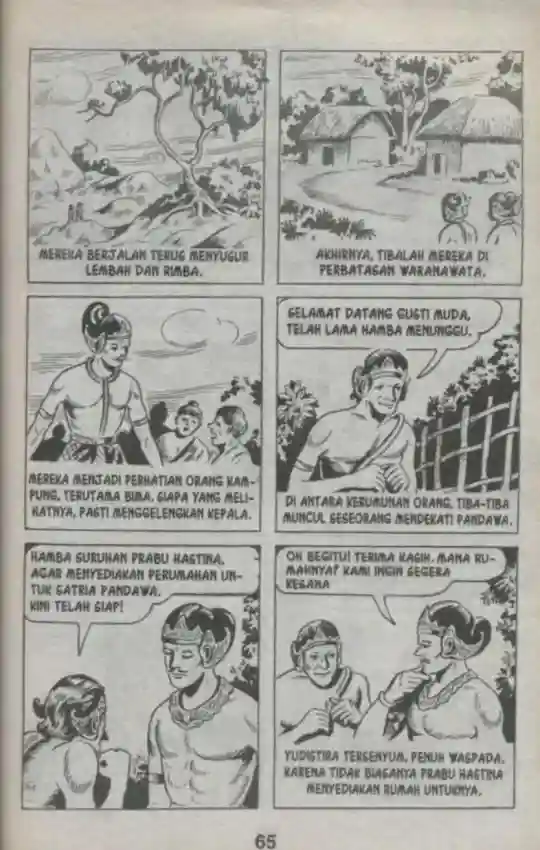 MEREKA BERJALAN TERUS MENYUSUR
LEMBAH DAN RIMBA.
AKHIRNYA, TIBALAH MEREKA DI
PERBATASAN WARANAWATA.
MEREKA MENJADI PERHATIAN ORANG KAM-
PUNG, TERUTAMA BIMA. SIAPA YANG MELI-
HATNYA, PASTI MENGGELENGKAN KEPALA.
SELAMAT DATANG GUSTI MUDA,
TELAH LAMA HAMBA MENUNGGU.
DI ANTARA KERUMUNAN ORANG, TIBA-TIBA
MUNCUL SESEORANG MENDEKATI PANDAWA.
HAMBA SURUHAN PRABU HASTINA,
AGAR MENYEDIAKAN PERUMAHAN UN-
TUK SATRIA PANDAWA.
KINI TELAH SIAP!
OH BEGITU! TERIMA KASIH. MANA RU-
MAHNYA? KAMI INGIN SEGERA
KESANA
YUDISTIRA TERSENYUM, PENUH WASPADA.
KARENA TIDAK BIASANYA PRABU HASTINA
MENYEDIAKAN RUMAH UNTUKNYA.
65